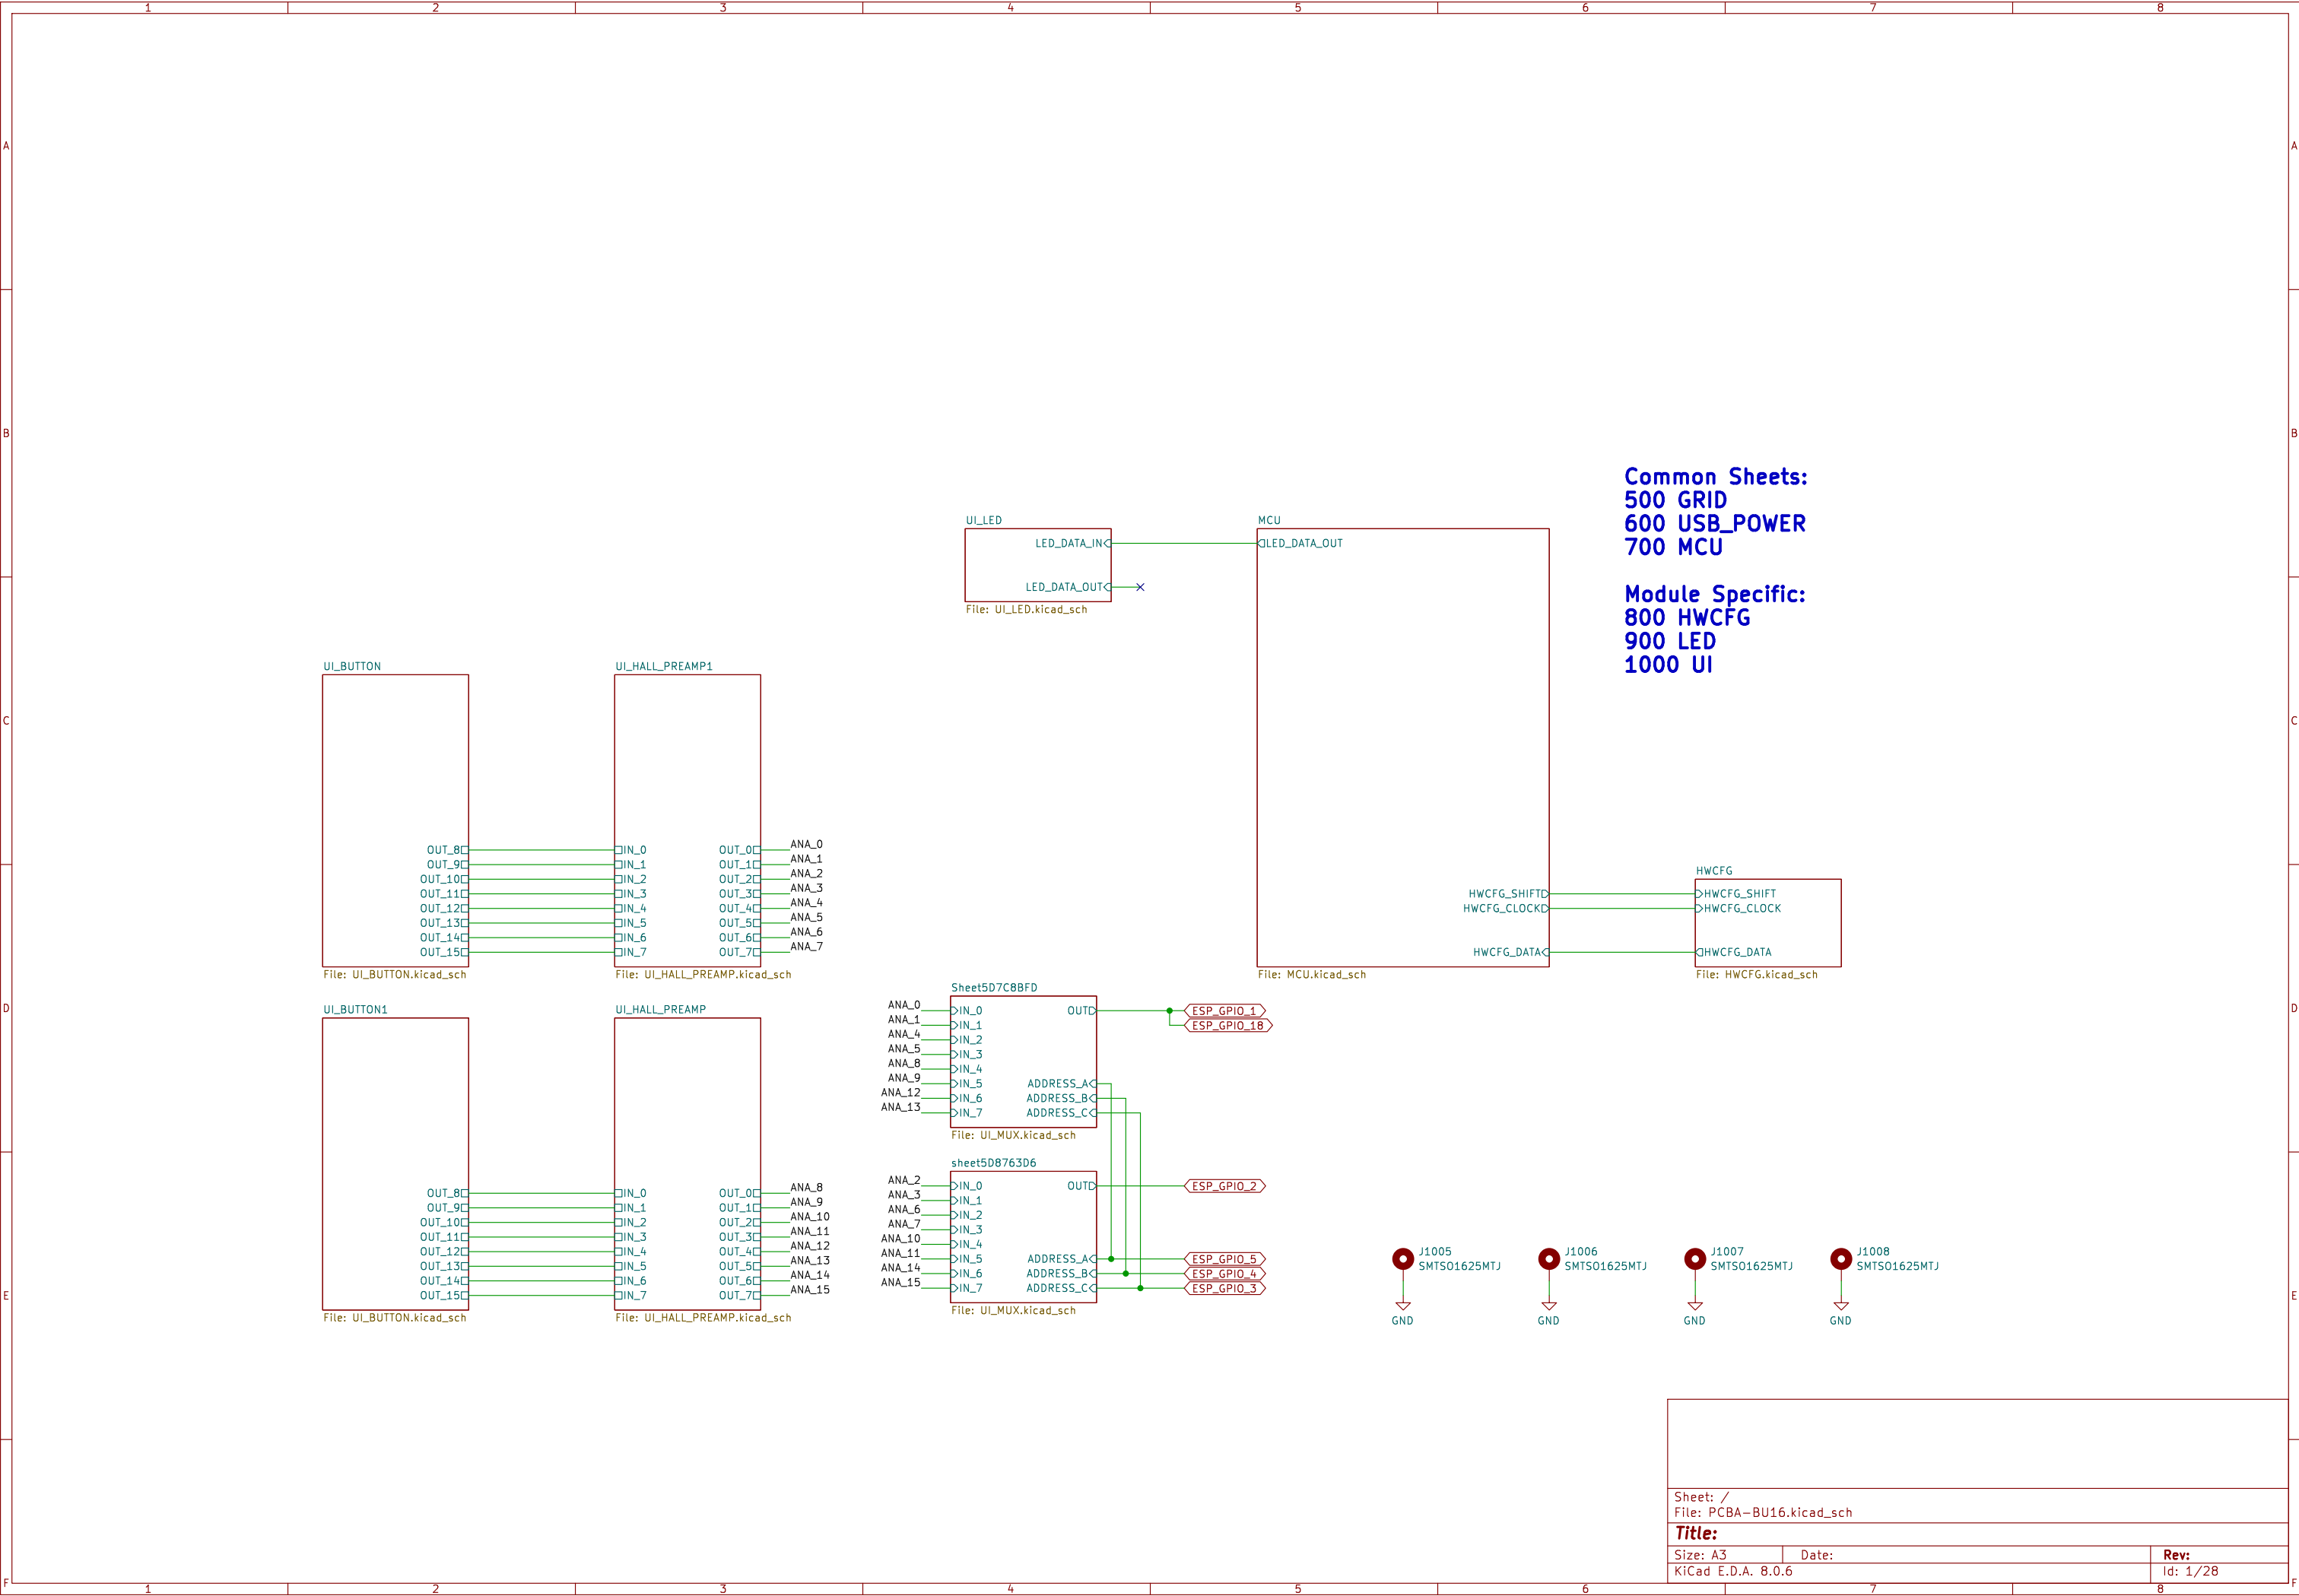 1 2 3 4 5 6 7 8
A A
B B
Common Sheets:
500 GRID
600 USB_POWER
700 MCU
Module Specific:
800 HWCFG
900 LED
1000 UI
UI_LED
LED_DATA_IN
LED_DATA_OUT
File: UI_LED.kicad_sch
MCU
LED_DATA_OUT
HWCFG_SHIFT
HWCFG_CLOCK
HWCFG_DATA
File: MCU.kicad_sch
HWCFG
HWCFG_SHIFT
HWCFG_CLOCK
HWCFG_DATA
File: HWCFG.kicad_sch
C C
UI_BUTTON
OUT_8
OUT_9
OUT_10
OUT_11
OUT_12
OUT_13
OUT_14
OUT_15
File: UI_BUTTON.kicad_sch
UI_HALL_PREAMP1
IN_0 OUT_0 ANA_0
IN_1 OUT_1 ANA_1
IN_2 OUT_2 ANA_2
IN_3 OUT_3 ANA_3
IN_4 OUT_4 ANA_4
IN_5 OUT_5 ANA_5
IN_6 OUT_6 ANA_6
IN_7 OUT_7 ANA_7
File: UI_HALL_PREAMP.kicad_sch
D D
UI_BUTTON1
OUT_8
OUT_9
OUT_10
OUT_11
OUT_12
OUT_13
OUT_14
OUT_15
File: UI_BUTTON.kicad_sch
UI_HALL_PREAMP
IN_0 OUT_0 ANA_8
IN_1 OUT_1 ANA_9
IN_2 OUT_2 ANA_10
IN_3 OUT_3 ANA_11
IN_4 OUT_4 ANA_12
IN_5 OUT_5 ANA_13
IN_6 OUT_6 ANA_14
IN_7 OUT_7 ANA_15
File: UI_HALL_PREAMP.kicad_sch
Sheet5D7C8BFD
ANA_0 IN_0 OUT ESP_GPIO_1
ANA_1 IN_1 ESP_GPIO_18
ANA_4 IN_2
ANA_5 IN_3
ANA_8 IN_4
ANA_9 IN_5 ADDRESS_A
ANA_12 IN_6 ADDRESS_B
ANA_13 IN_7 ADDRESS_C
File: UI_MUX.kicad_sch
sheet5D8763D6
ANA_2 IN_0 OUT ESP_GPIO_2
ANA_3 IN_1
ANA_6 IN_2
ANA_7 IN_3
ANA_10 IN_4
ANA_11 IN_5 ADDRESS_A ESP_GPIO_5
ANA_14 IN_6 ADDRESS_B ESP_GPIO_4
ANA_15 IN_7 ADDRESS_C ESP_GPIO_3
File: UI_MUX.kicad_sch
J1005 J1006 J1007 J1008
SMTSO1625MTJ SMTSO1625MTJ SMTSO1625MTJ SMTSO1625MTJ
GND GND GND GND
E E
Sheet: /
File: PCBA-BU16.kicad_sch
Title:
Size: A3 Date: Rev:
KiCad E.D.A. 8.0.6 Id: 1/28
F F
1 2 3 4 5 6 7 8